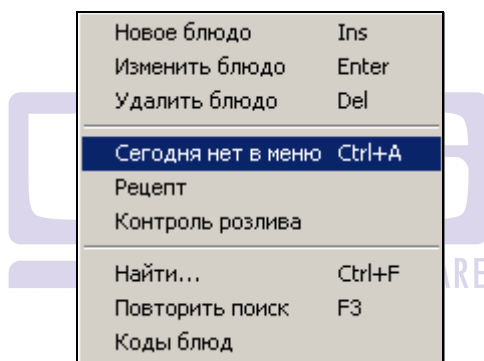 Новое блюдо Ins
Изменить блюдо Enter
Удалить блюдо Del
Сегодня нет в меню Ctrl+A
Рецепт
Контроль розлива
Найти... Ctrl+F
Повторить поиск F3
Коды блюд